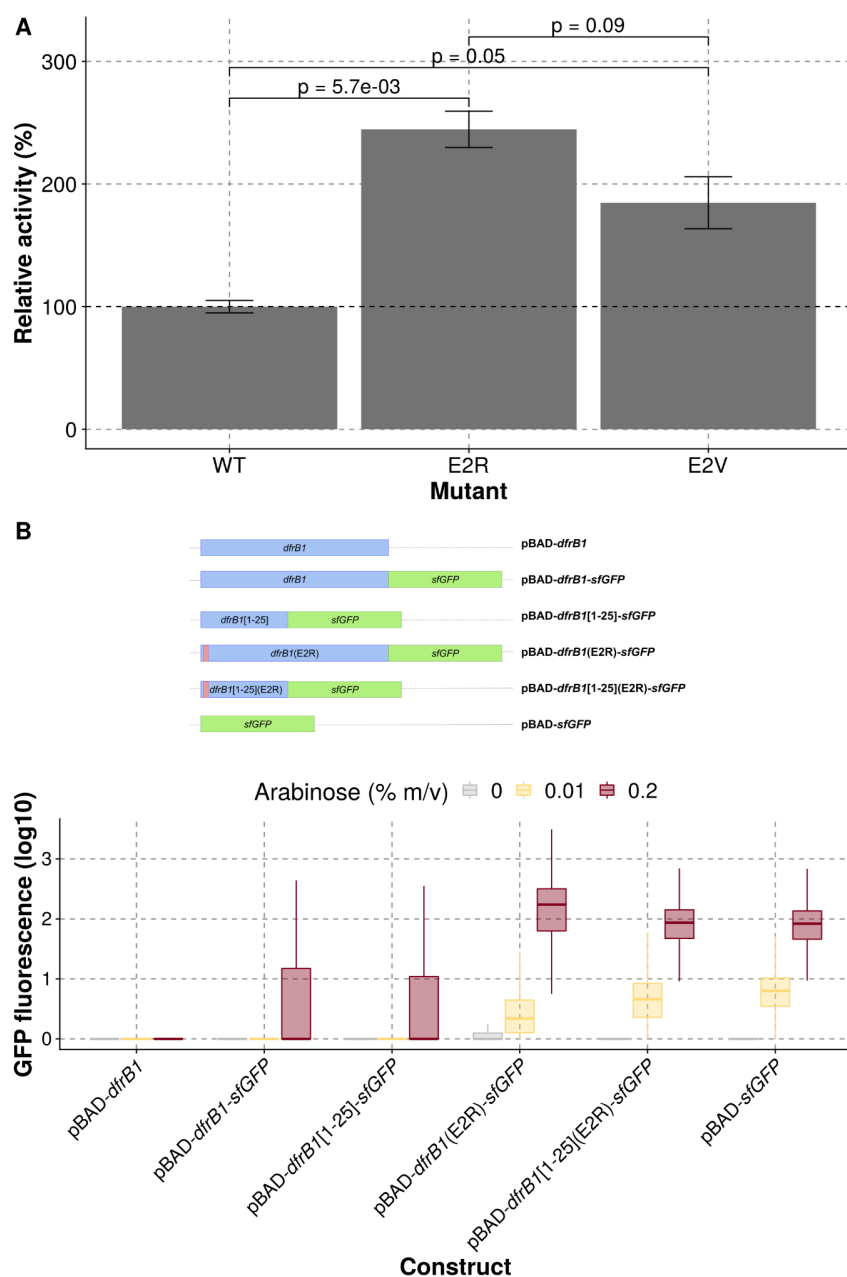 A
p = 0.09
p = 0.05
p = 5.7e-03
300
200
100
0
Relative activity (%)
WT E2R E2V
Mutant
B
dfrB1 pBAD-dfrB1
dfrB1 sfGFP pBAD-dfrB1-sfGFP
dfrB1[1-25] sfGFP pBAD-dfrB1[1-25]-sfGFP
dfrB1(E2R) sfGFP pBAD-dfrB1(E2R)-sfGFP
dfrB1[1-25](E2R) sfGFP pBAD-dfrB1[1-25](E2R)-sfGFP
sfGFP pBAD-sfGFP
Arabinose (% m/v) 0 0.01 0.2
3
2
1
0
GFP fluorescence (log10)
pBAD-dfrB1
pBAD-dfrB1-sfGFP
pBAD-dfrB1[1-25]-sfGFP
pBAD-dfrB1(E2R)-sfGFP
pBAD-dfrB1[1-25](E2R)-sfGFP
pBAD-sfGFP
Construct